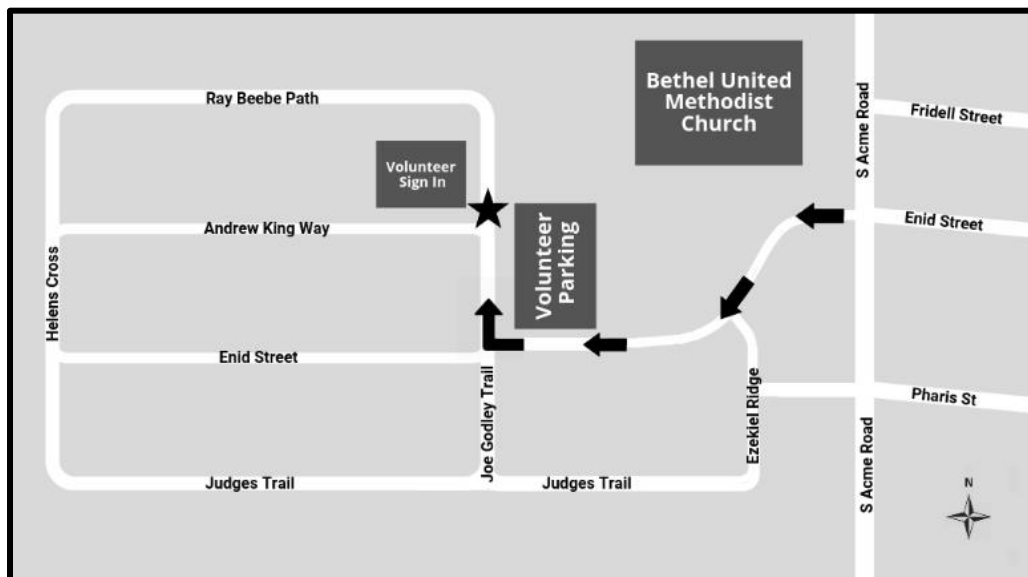 Bethel United
Methodist
Church
Ray Beebe Path
S Acme Road
Fridell Street
Volunteer
Sign In
Andrew King Way
Volunteer
Parking
Enid Street
Helens Cross
Enid Street
Joe Godley Trail
Ezekiel Ridge
Pharis St
Judges Trail
Judges Trail
S Acme Road
N